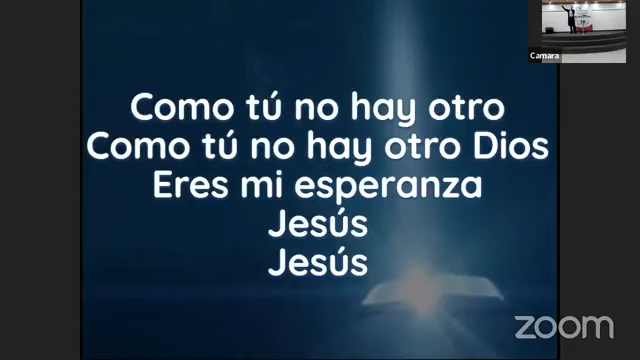 Como tú no hay otro
Como tú no hay otro Dios
Eres mi esperanza
Jesús
Jesús
Camara
zoom